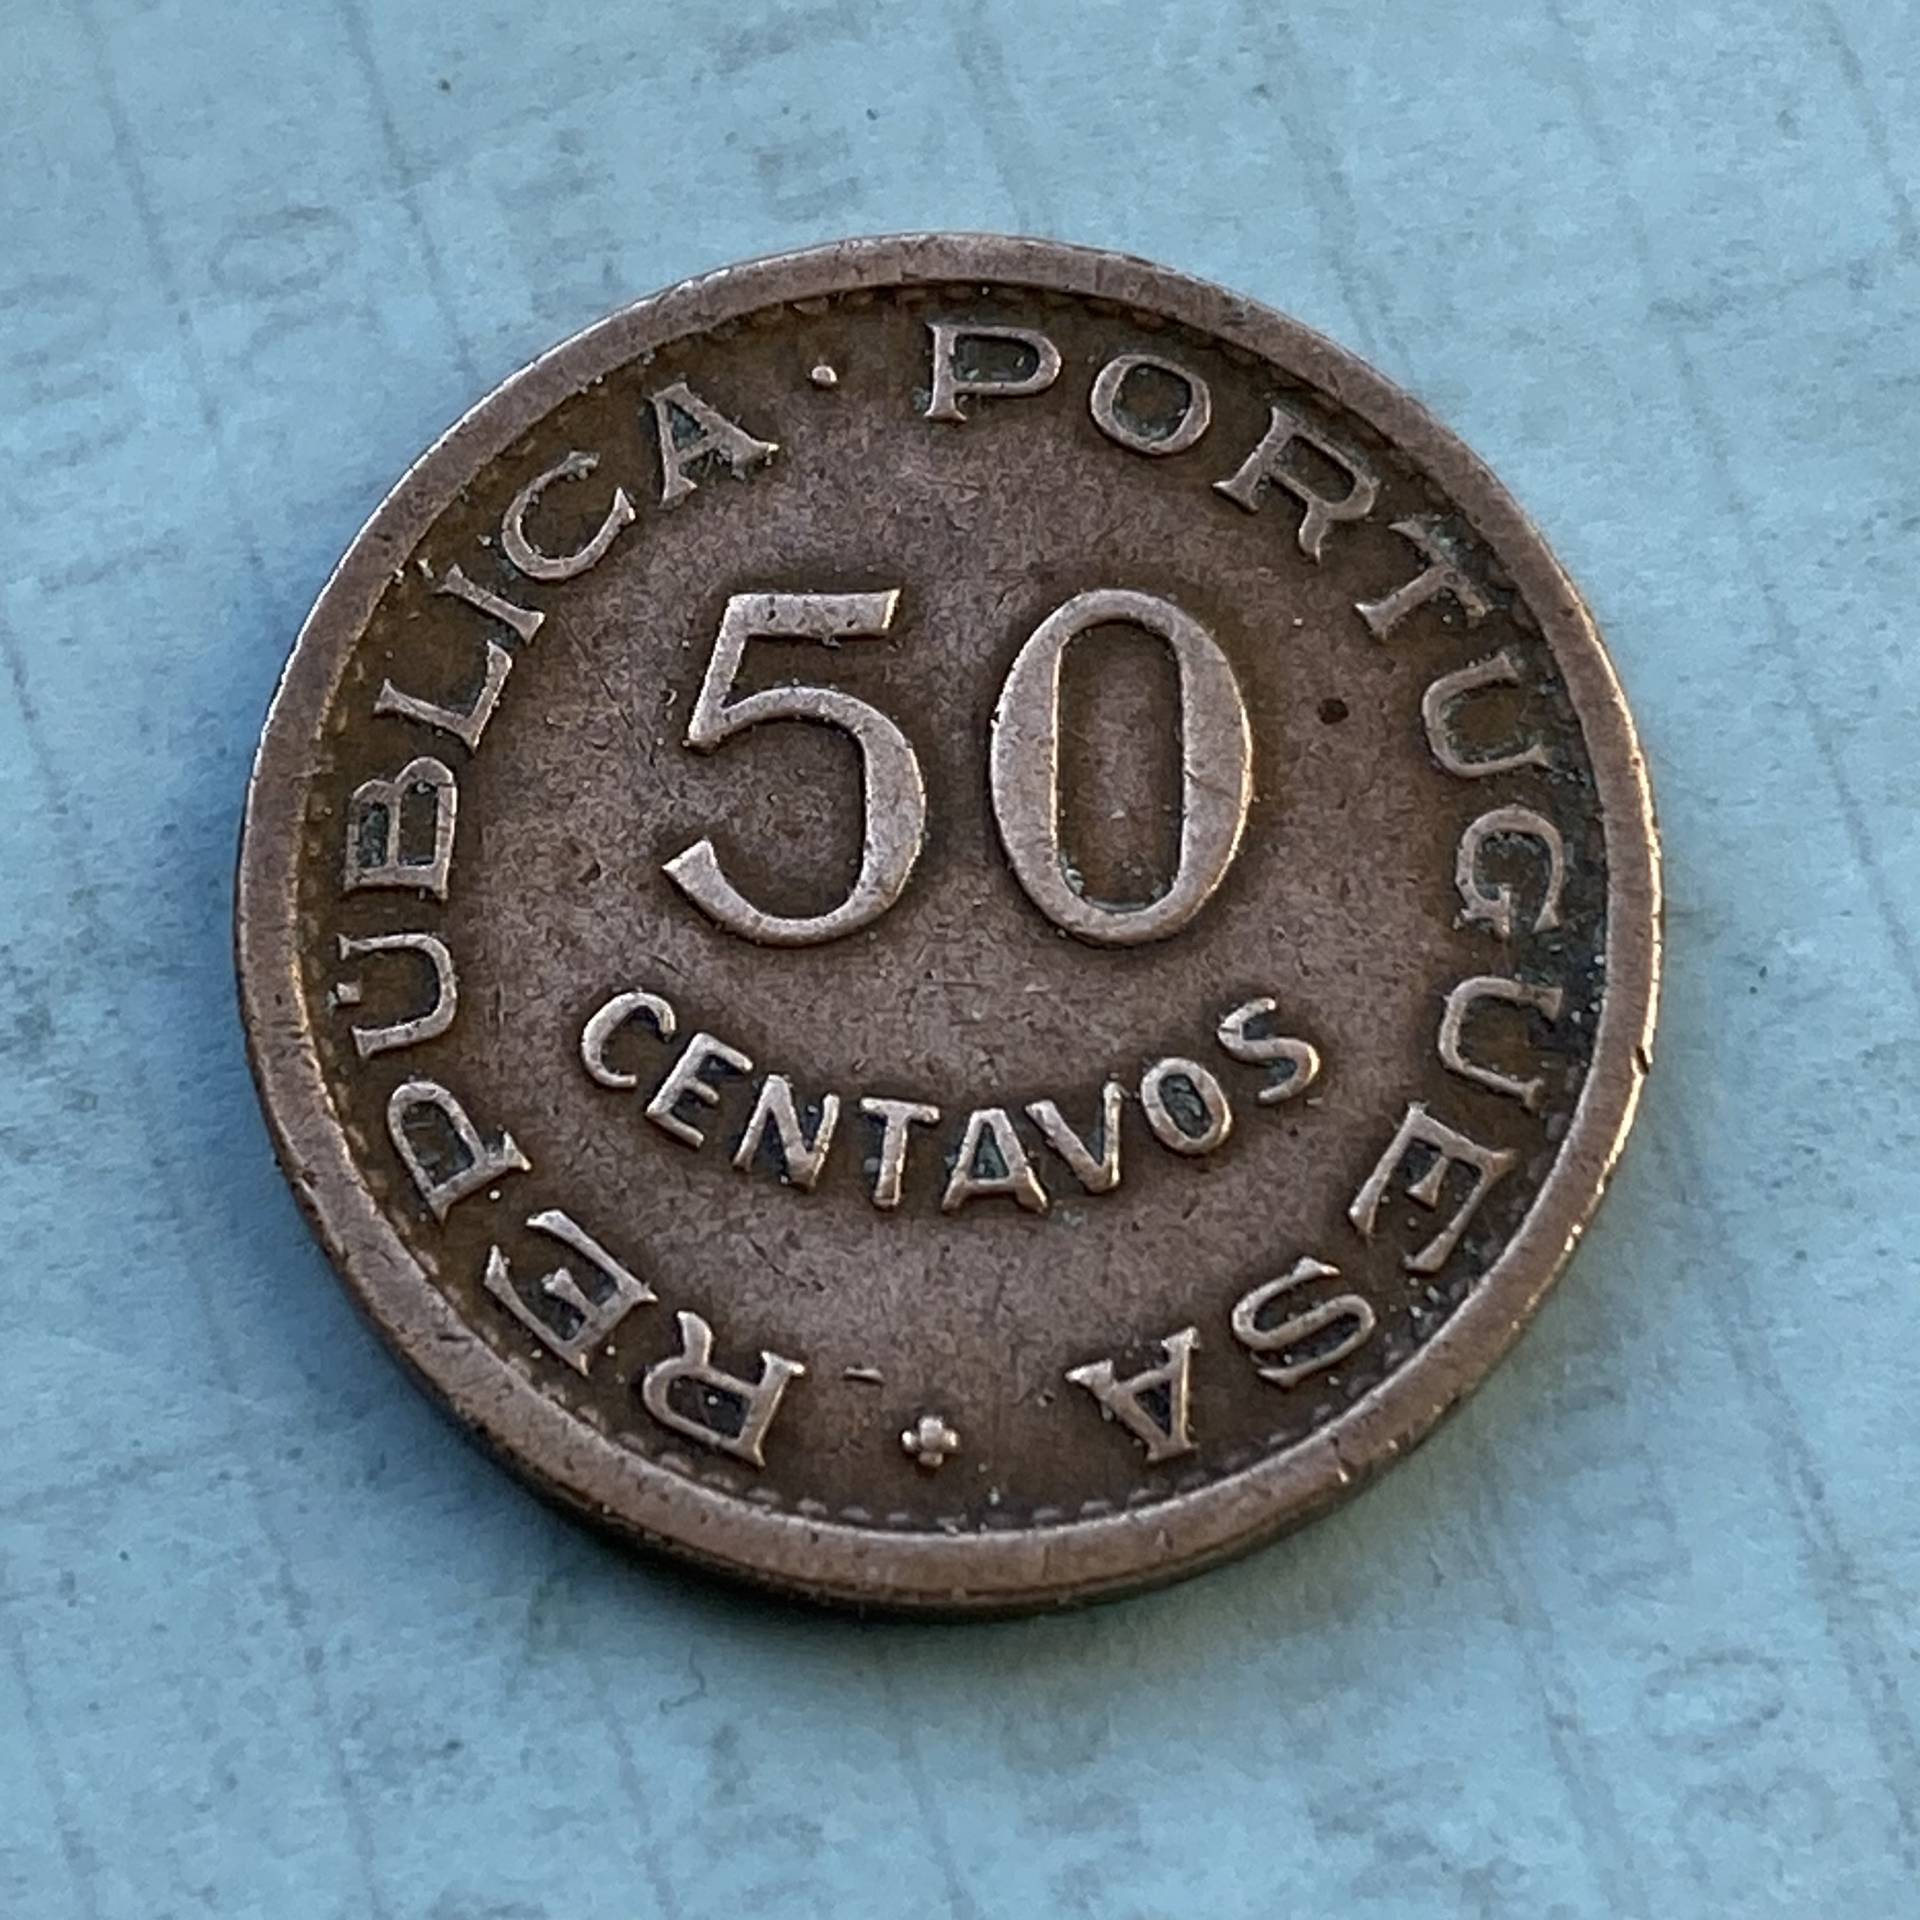 REPÚBLICA · PORTUGUESA
50
CENTAVOS